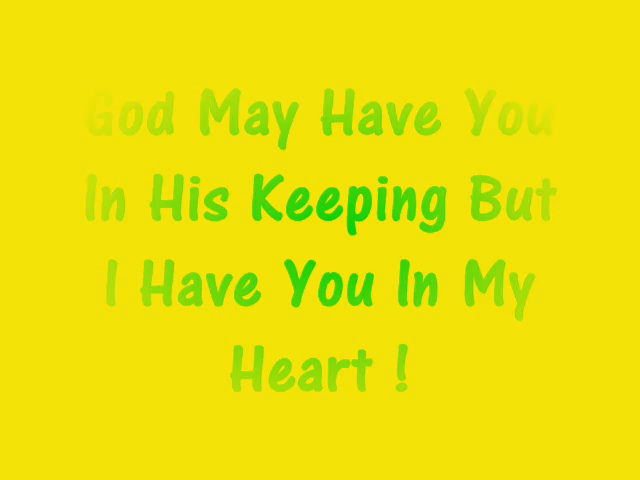 God May Have You
In His Keeping But
I Have You In My
Heart !